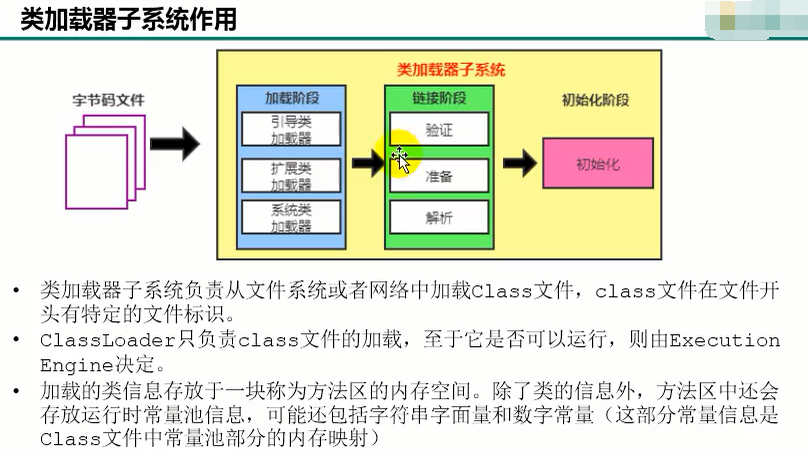 类加载器子系统作用
类加载器子系统
字节码文件
加载阶段
引导类
加载器
扩展类
加载器
系统类
加载器
链接阶段
验证
准备
解析
初始化阶段
初始化
• 类加载器子系统负责从文件系统或者网络中加载Class文件，class文件在文件开
头有特定的文件标识。
• ClassLoader只负责class文件的加载，至于它是否可以运行，则由Execution
Engine决定。
• 加载的类信息存放于一块称为方法区的内存空间。除了类的信息外，方法区中还会
存放运行时常量池信息，可能还包括字符串字面量和数字常量（这部分常量信息是
Class文件中常量池部分的内存映射）